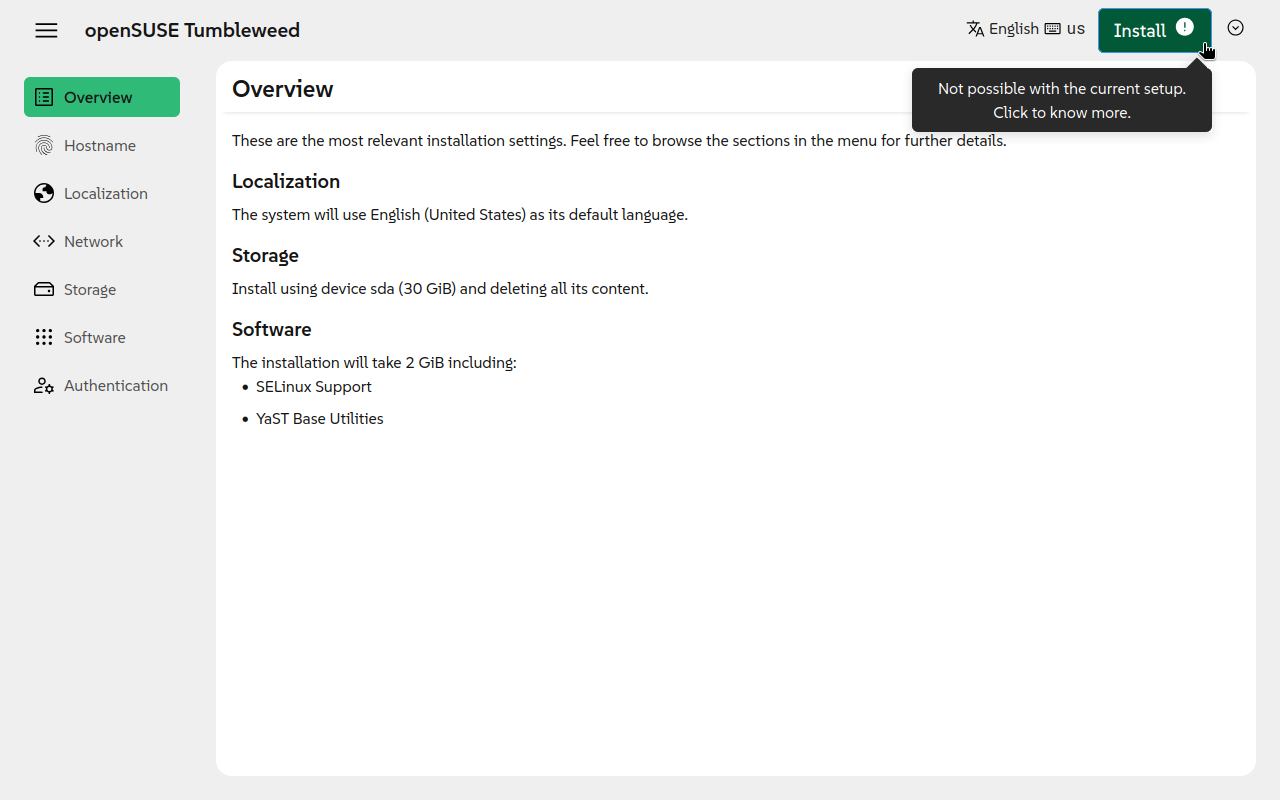 openSUSE Tumbleweed
English us
Install
Not possible with the current setup.
Click to know more.
Overview
Hostname
Localization
Network
Storage
Software
Authentication
Overview
These are the most relevant installation settings. Feel free to browse the sections in the menu for further details.
Localization
The system will use English (United States) as its default language.
Storage
Install using device sda (30 GiB) and deleting all its content.
Software
The installation will take 2 GiB including:
• SELinux Support
• YaST Base Utilities